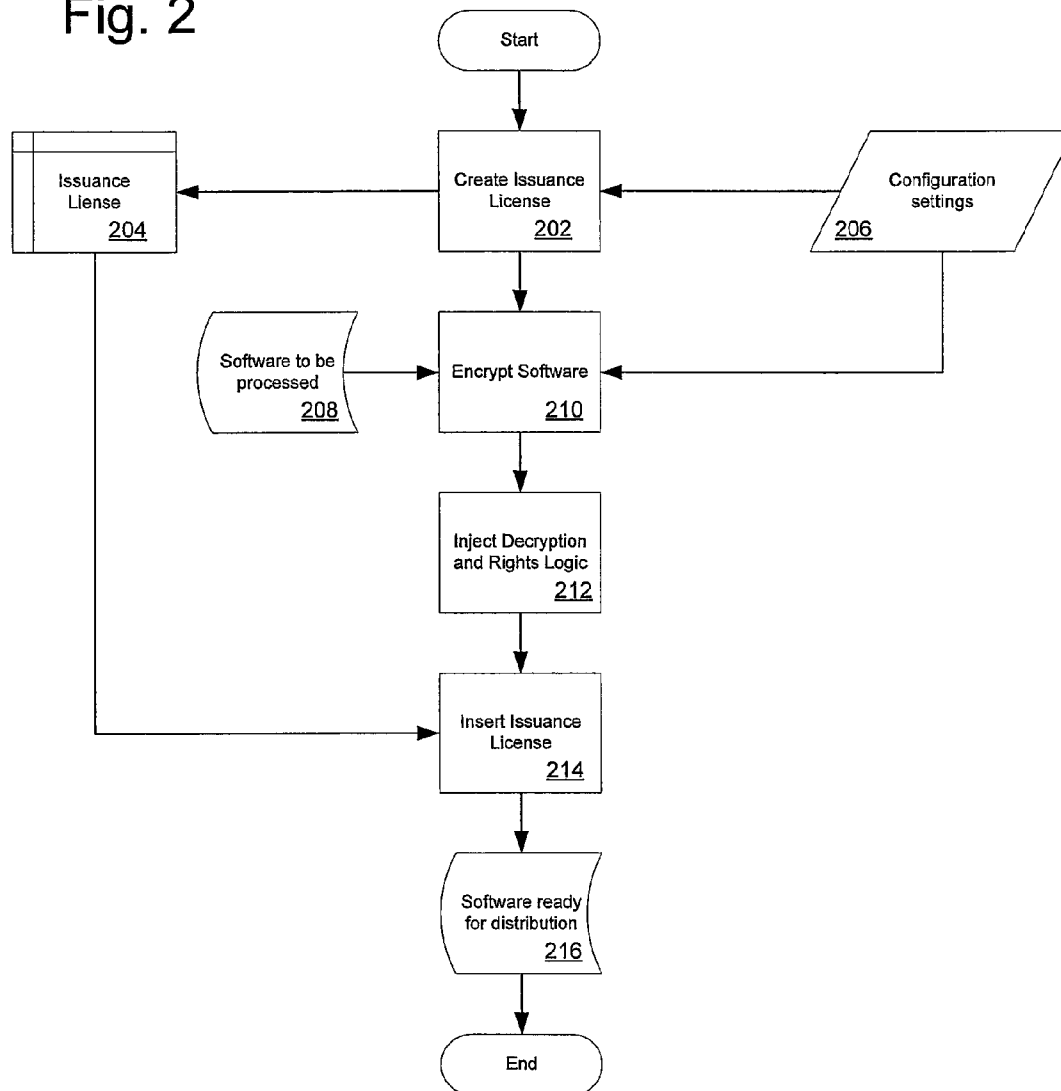 Fig. 2
Start
Issuance
Liense
204
Create Issuance
License
202
Configuration
settings
206
Software to be
processed
208
Encrypt Software
210
Inject Decryption
and Rights Logic
212
Insert Issuance
License
214
Software ready
for distribution
216
End